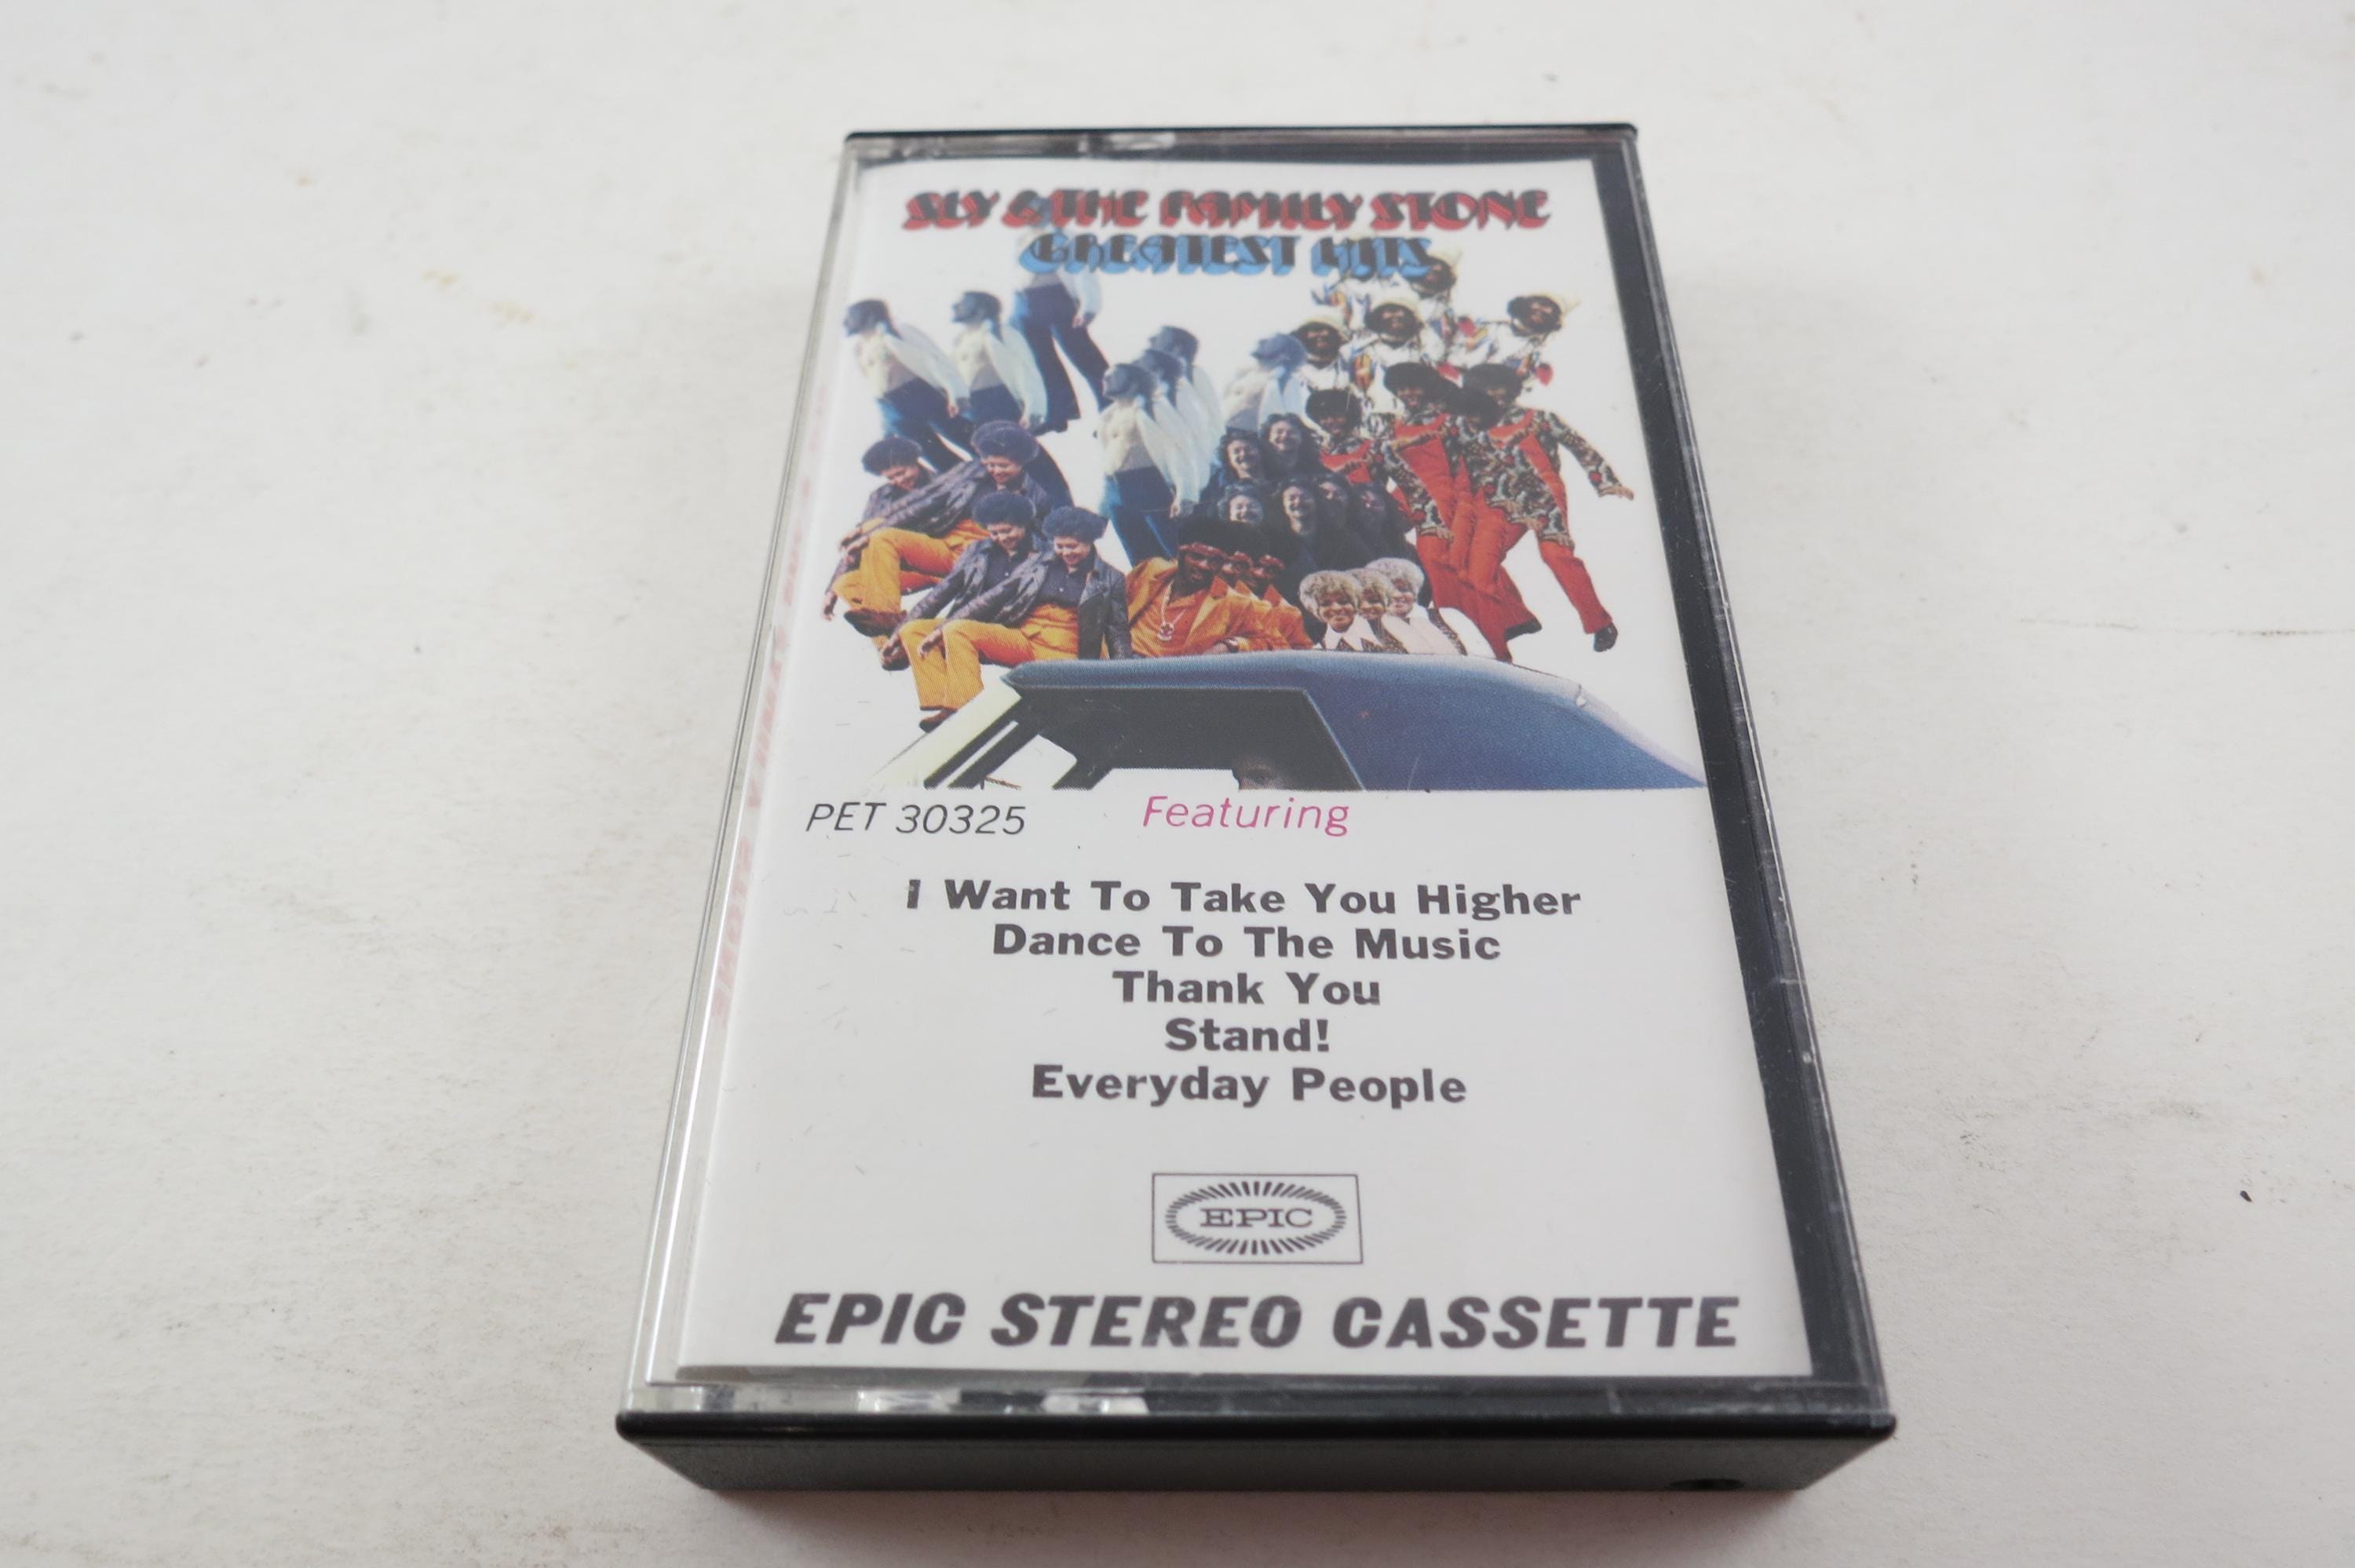 SLY & THE FAMILY STONE
GREATEST HITS
PET 30325
Featuring
I Want To Take You Higher
Dance To The Music
Thank You
Stand!
Everyday People
EPIC
EPIC STEREO CASSETTE